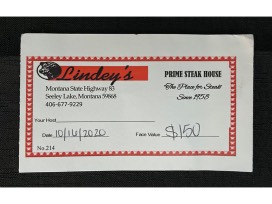 Lindey's
PRIME STEAK HOUSE
Montana State Highway 83
The Place for Steaks
Seeley Lake, Montana 59868
Since 1958
406-677-9229
Your Host
Date 10/16/2020 Face Value $150
No. 214